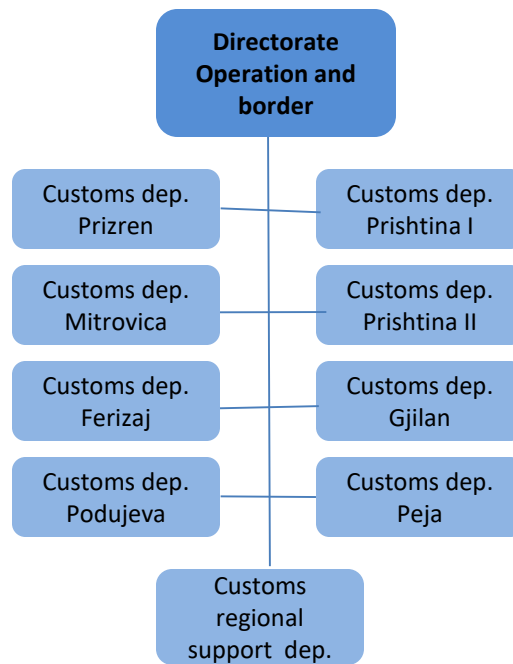 Directorate
Operation and
border
Customs dep.
Prizren
Customs dep.
Prishtina I
Customs dep.
Mitrovica
Customs dep.
Prishtina II
Customs dep.
Ferizaj
Customs dep.
Gjilan
Customs dep.
Podujeva
Customs dep.
Peja
Customs
regional
support dep.